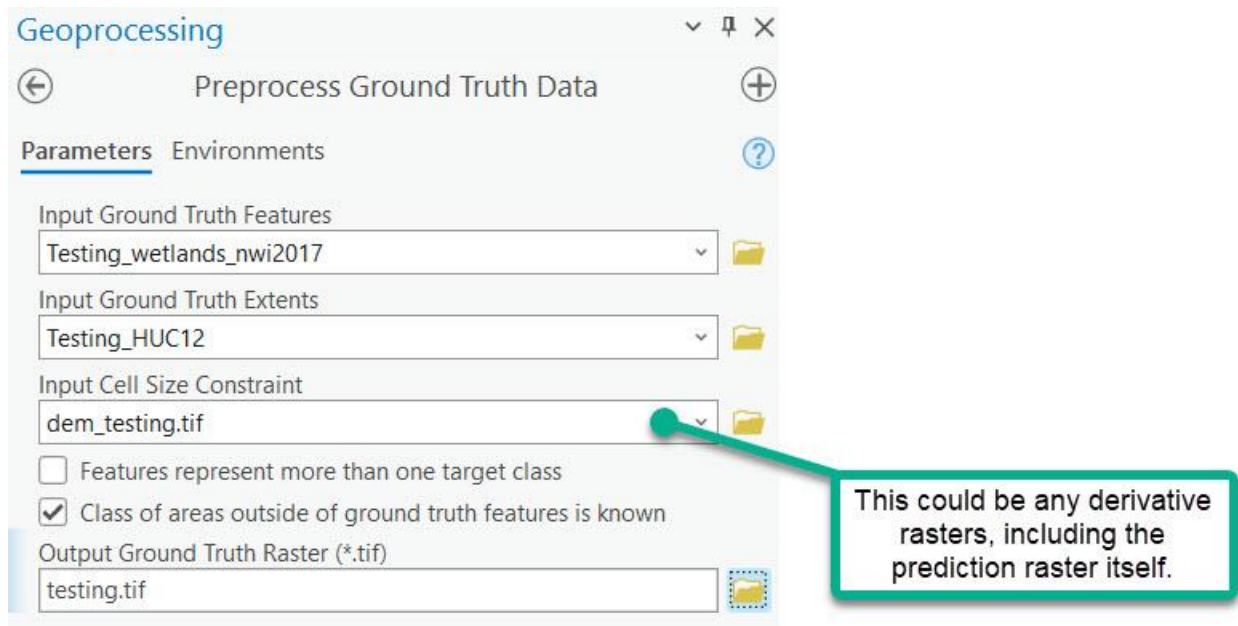 Geoprocessing
Preprocess Ground Truth Data
Parameters Environments
Input Ground Truth Features
Testing_wetlands_nwi2017
Input Ground Truth Extents
Testing_HUC12
Input Cell Size Constraint
dem_testing.tif
Features represent more than one target class
Class of areas outside of ground truth features is known
Output Ground Truth Raster (*.tif)
testing.tif
This could be any derivative
rasters, including the
prediction raster itself.